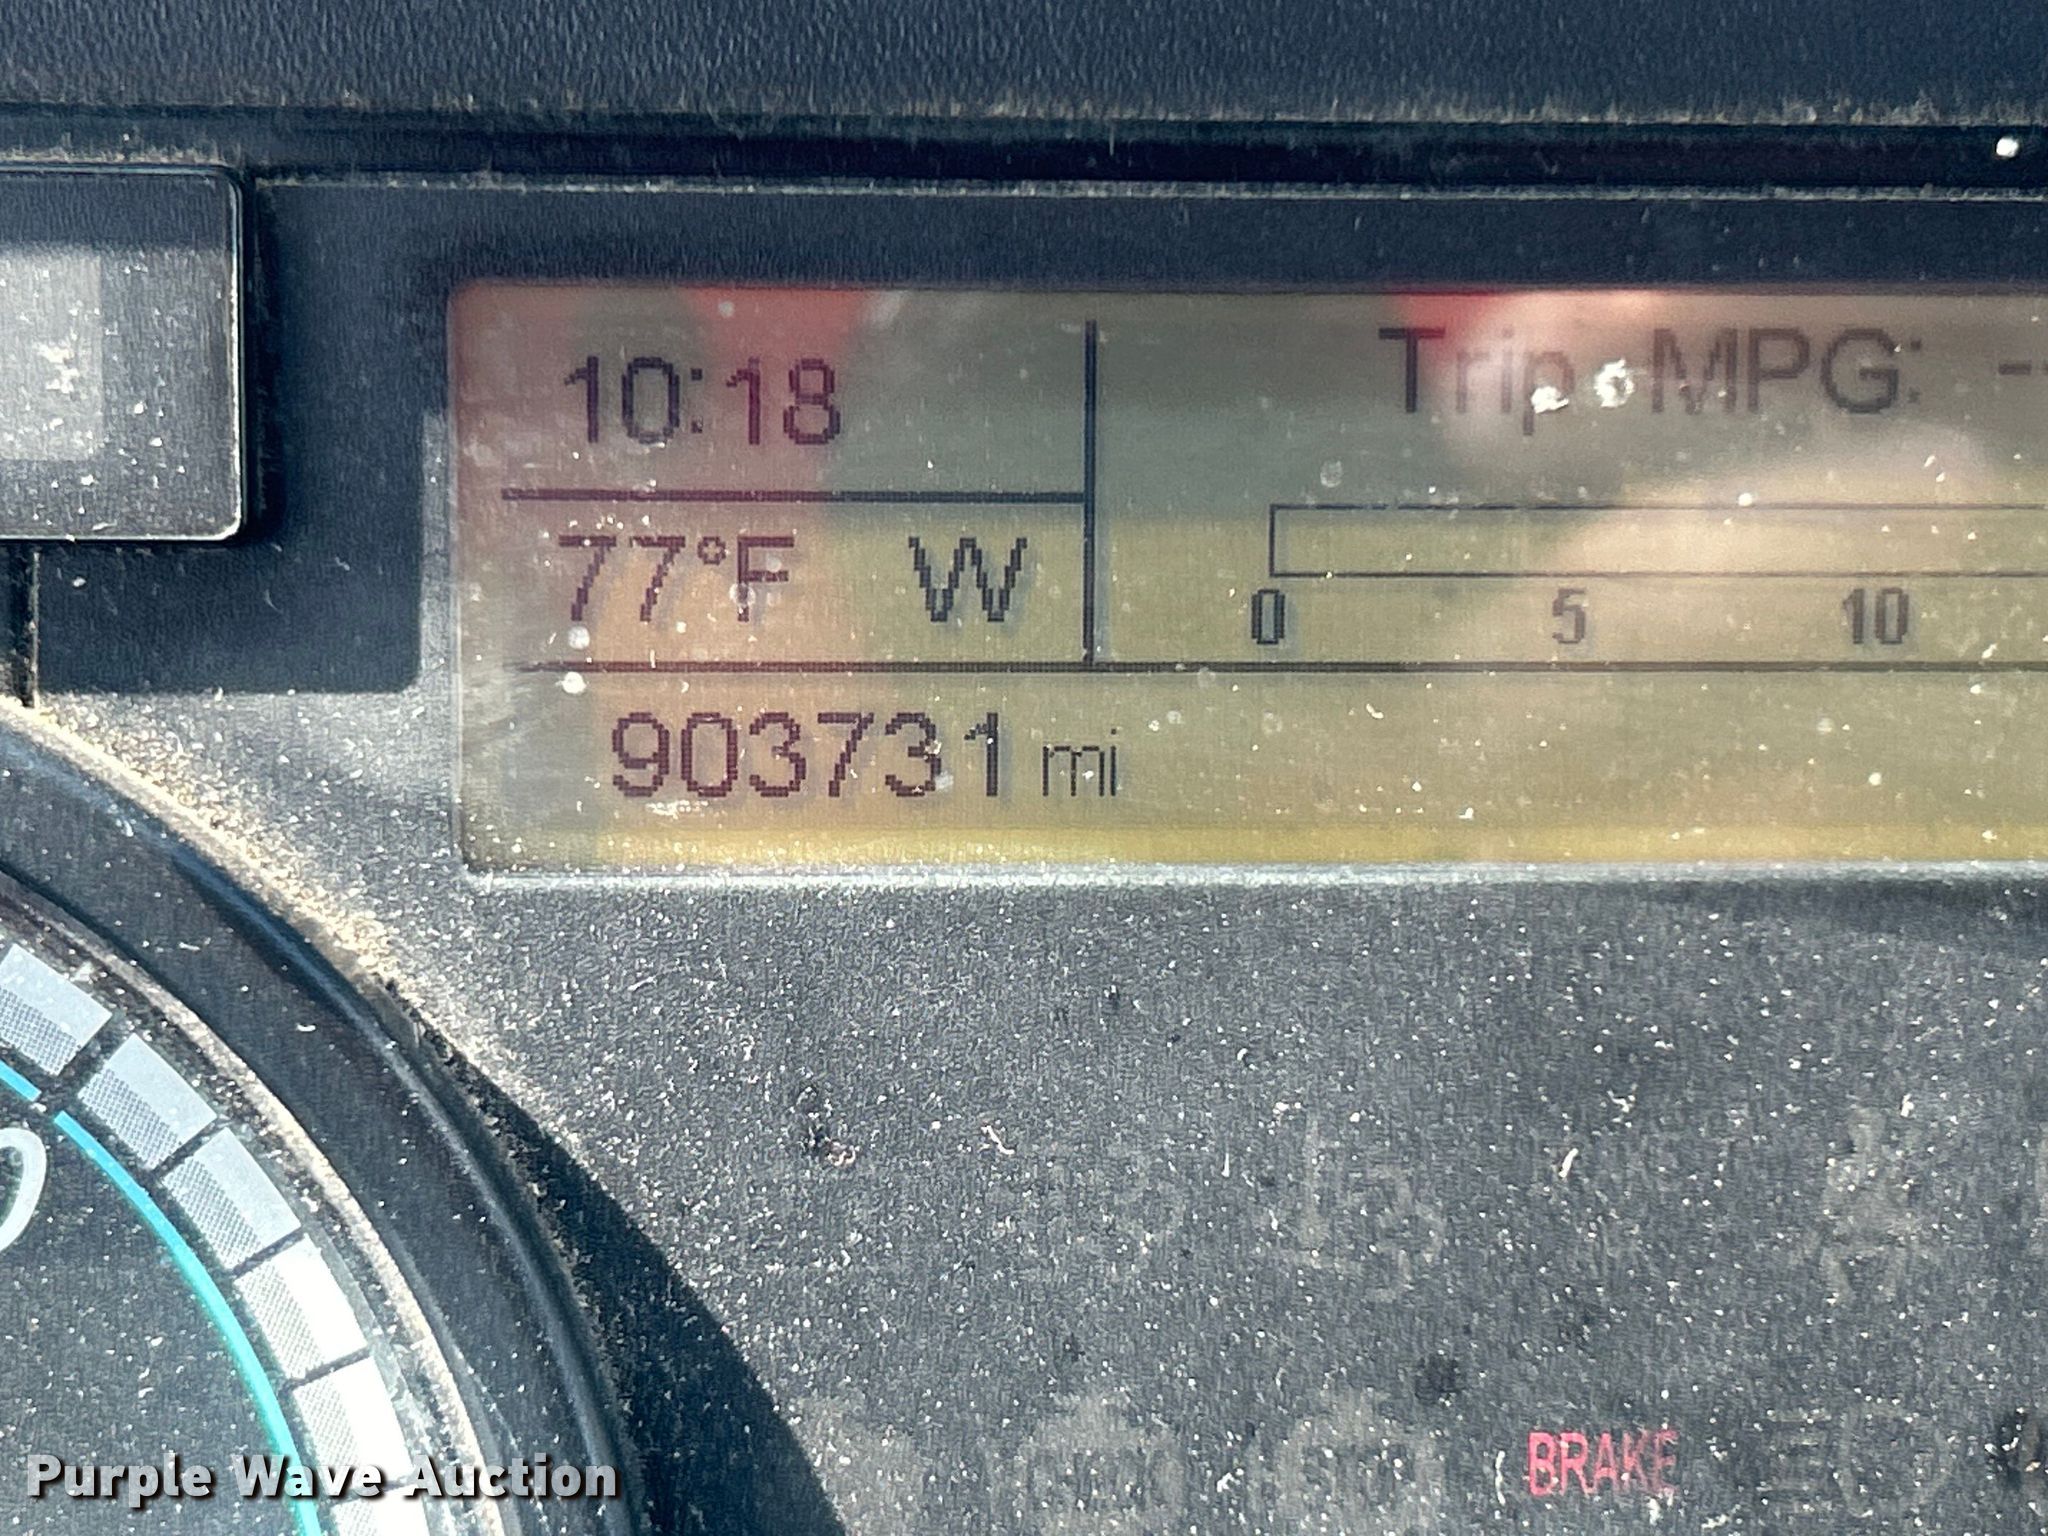 10:18
Trip MPG: --
77°F W
0 5 10
903731 mi
BRAKE
Purple Wave Auction